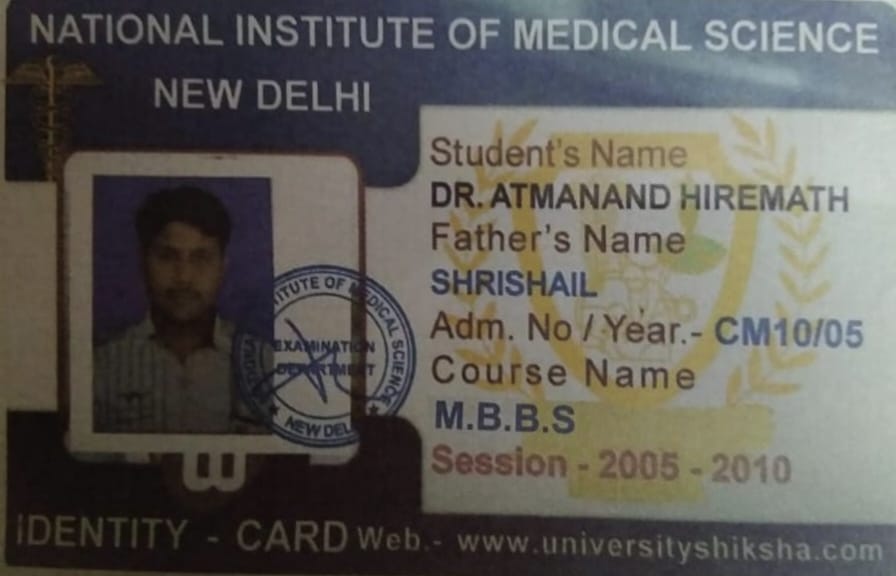 NATIONAL INSTITUTE OF MEDICAL SCIENCE
NEW DELHI
Student's Name
DR. ATMANAND HIREMATH
Father's Name
SHRISHAIL
Adm. No / Year.- CM10/05
Course Name
M.B.B.S
Session - 2005 - 2010
INSTITUTE OF MEDICAL SCIENCE
EXAMINATION
DEPARTMENT
NEW DEL
IDENTITY - CARD Web.- www.universityshiksha.com